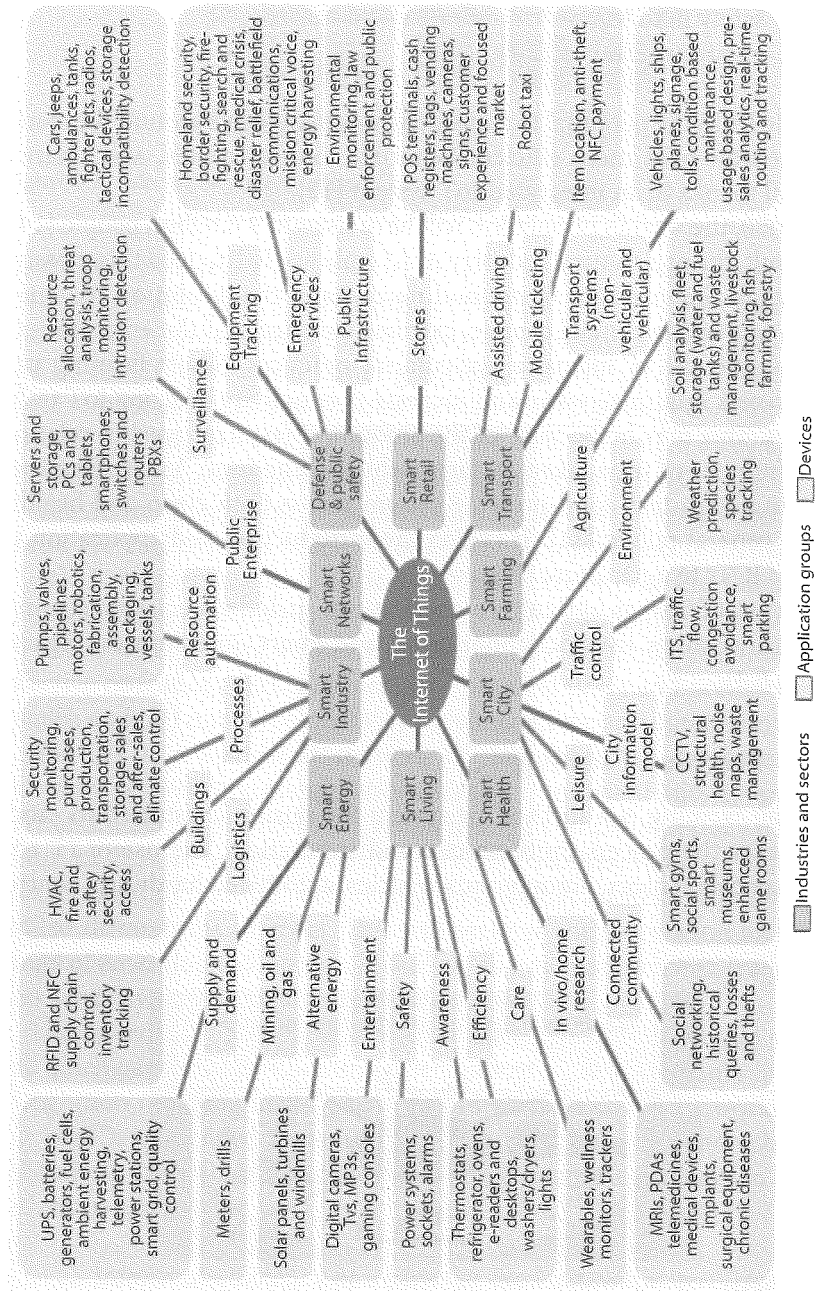 UPS, batteries,
generators, fuel cells,
ambient energy
harvesting,
telemetry,
power stations,
smart grid, quality
control
RFID and NFC
supply chain
control,
inventory
tracking
HVAC,
fire and
saftey
security,
access
Security
monitoring,
purchases,
production,
transportation,
storage, sales
and after-sales,
elimate control
Pumps, valves,
pipelines
motors, robotics,
fabrication,
assembly,
packaging,
vessels, tanks
Servers and
storage,
PCs and
tablets,
smartphones
switches and
routers
PBXs
Resource
allocation, threat
analysis, troop
monitoring,
intrusion detection
Cars, jeeps,
ambulances, tanks,
fighter jets, radios,
tactical devices, storage
incompatibility detection
Supply and
demand
Logistics
Buildings
Processes
Resource
automation
Public
Enterprise
Surveillance
Equipment
Tracking
Homeland security,
border security, fire-
fighting, search and
rescue, medical crisis,
disaster relief, battlefield
communications,
mission critical voice,
energy harvesting
Meters, drills
Mining, oil and
gas
Emergency
services
Solar panels, turbines
and windmills
Alternative
energy
Smart
Energy
Smart
Industry
Smart
Networks
Defense
& public
safety
Public
Infrastructure
Environmental
monitoring, law
enforcement and public
protection
Digital cameras,
Tvs, MP3s,
gaming consoles
Entertainment
Power systems,
sockets, alarms
Safety
Smart
Living
The
Internet of Things
Smart
Retail
Stores
POS terminals, cash
registers, tags, vending
machines, cameras,
signs, customer
experience and focused
market
Awareness
Thermostats,
refrigerator, ovens,
e-readers and
desktops,
washers/dryers,
lights
Efficiency
Smart
Health
Smart
City
Smart
Farming
Smart
Transport
Assisted driving
Robot taxi
Care
Mobile ticketing
Item location, anti-theft,
NFC payment
Wearables, wellness
monitors, trackers
In vivo/home
research
Connected
community
Leisure
City
information
model
Traffic
control
Environment
Agriculture
Transport
systems
(non-
vehicular and
vehicular)
Vehicles, lights, ships,
planes, signage,
tolls, condition based
maintenance,
usage based design, pre-
sales analytics, real-time
routing and tracking
MRIs, PDAs
telemedicines,
medical devices,
implants,
surgical equipment,
chronic diseases
Social
networking,
historical
queries, losses
and thefts
Smart gyms,
social sports,
smart
museums,
enhanced
game rooms
CCTV,
structural
health, noise
maps, waste
management
ITS, traffic
flow,
congestion
avoidance,
smart
parking
Weather
prediction,
species
tracking
Soil analysis, fleet,
storage (water and fuel
tanks) and waste
management, livestock
monitoring, fish
farming, forestry
Industries and sectors
Application groups
Devices